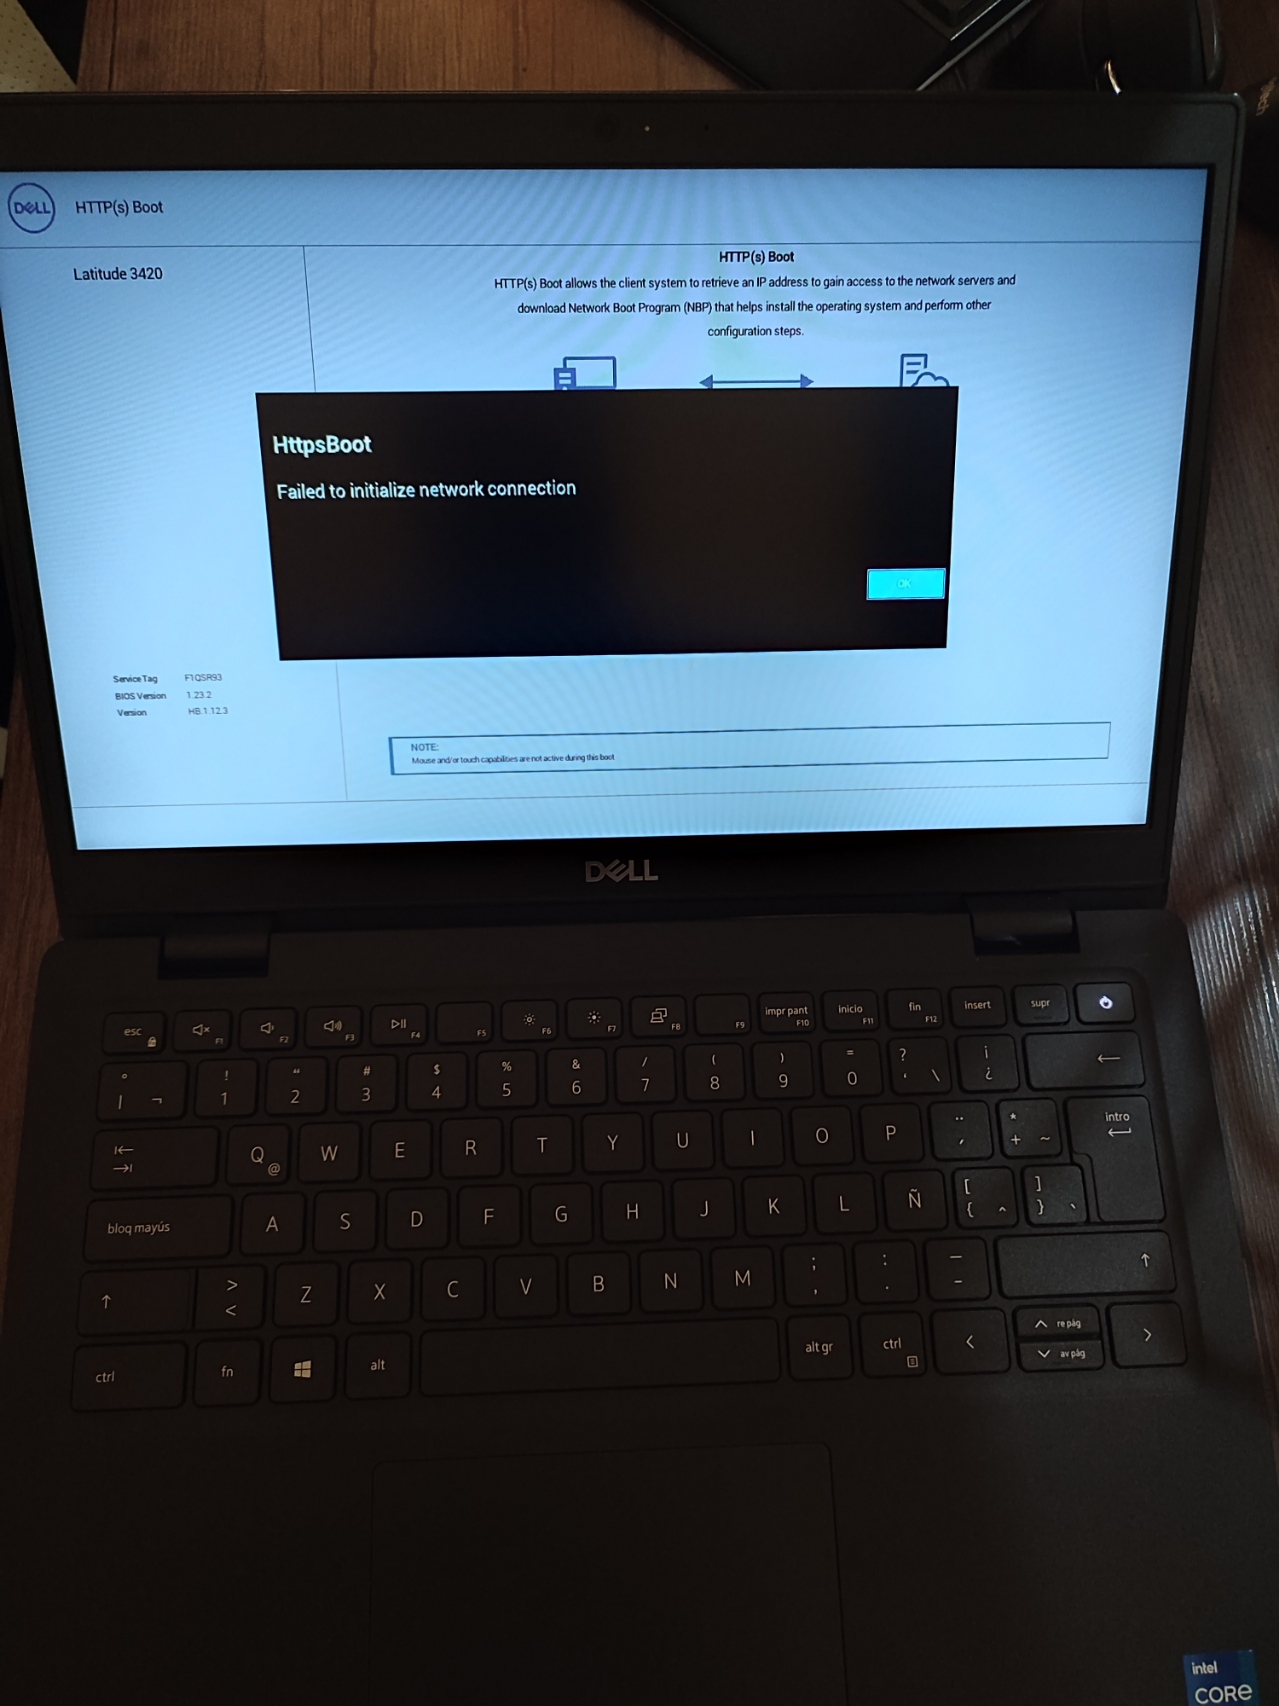 DELL
HTTP(s) Boot
Latitude 3420
HTTP(s) Boot
HTTP(s) Boot allows the client system to retrieve an IP address to gain access to the network servers and
download Network Boot Program (NBP) that helps install the operating system and perform other
configuration steps.
HttpsBoot
Failed to initialize network connection
OK
Service Tag F1QSR93
BIOS Version 1.23.2
Version HB.1.12.3
NOTE:
Mouse and/or touch capabilities are not active during this boot
DELL
esc F1 F2 F3 F4 F5 F6 F7 F8 F9 impr pant F10 Inicio F11 fin F12 insert supr
° ! “ # $ % & / ( ) = ? ¡
| ¬ 1 2 3 4 5 6 7 8 9 0 ' \ ¿
Q @ W E R T Y U I O P ¨ ´ * + ~ intro
bloq mayús A S D F G H J K L Ñ [ { ^ ] } `
> < Z X C V B N M ; , : . _ -
ctrl fn alt alt gr ctrl re pág av pág
intel
CORE